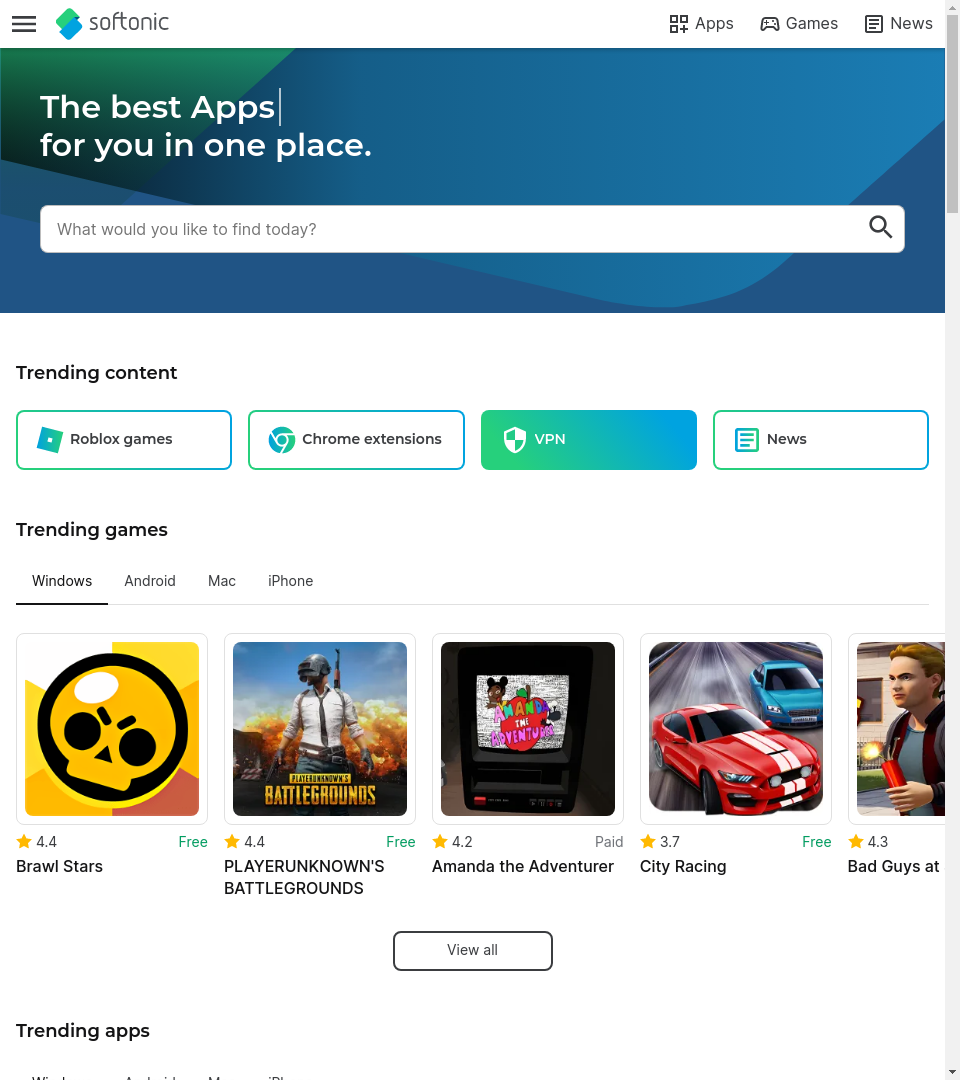 softonic
Apps
Games
News
The best Apps
for you in one place.
What would you like to find today?
Trending content
Roblox games
Chrome extensions
VPN
News
Trending games
Windows
Android
Mac
iPhone
AMANDA
THE
ADVENTURER
PLAYERUNKNOWN'S
BATTLEGROUNDS
4.4 Free
Brawl Stars
4.4 Free
PLAYERUNKNOWN'S
BATTLEGROUNDS
4.2 Paid
Amanda the Adventurer
3.7 Free
City Racing
4.3
Bad Guys at
View all
Trending apps